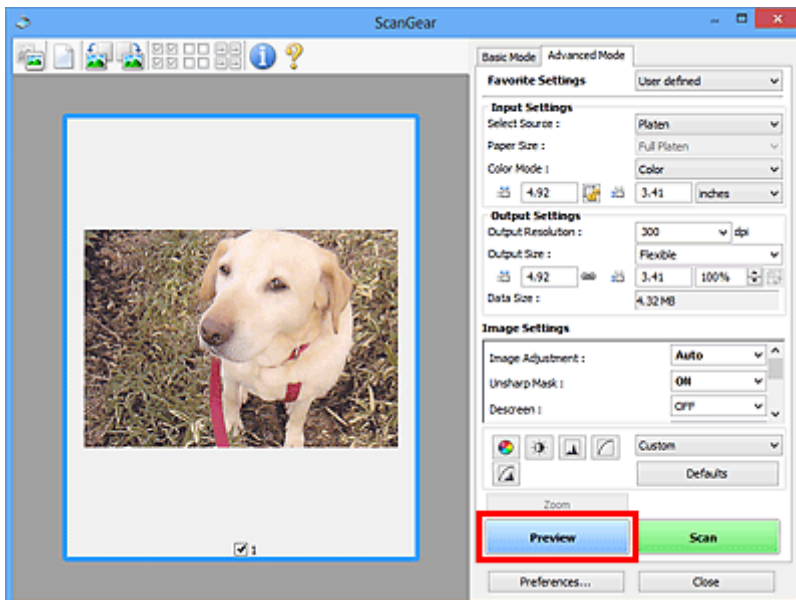 ScanGear
Basic Mode Advanced Mode
Favorite Settings User defined
Input Settings
Select Source : Platen
Paper Size : Full Platen
Color Mode : Color
4.92 3.41 inches
Output Settings
Output Resolution : 300 dpi
Output Size : Flexible
4.92 3.41 100%
Data Size : 4.32 MB
Image Settings
Image Adjustment : Auto
Unsharp Mask : ON
Descreen : OFF
Custom
Defaults
Zoom
Preview Scan
1
Preferences... Close